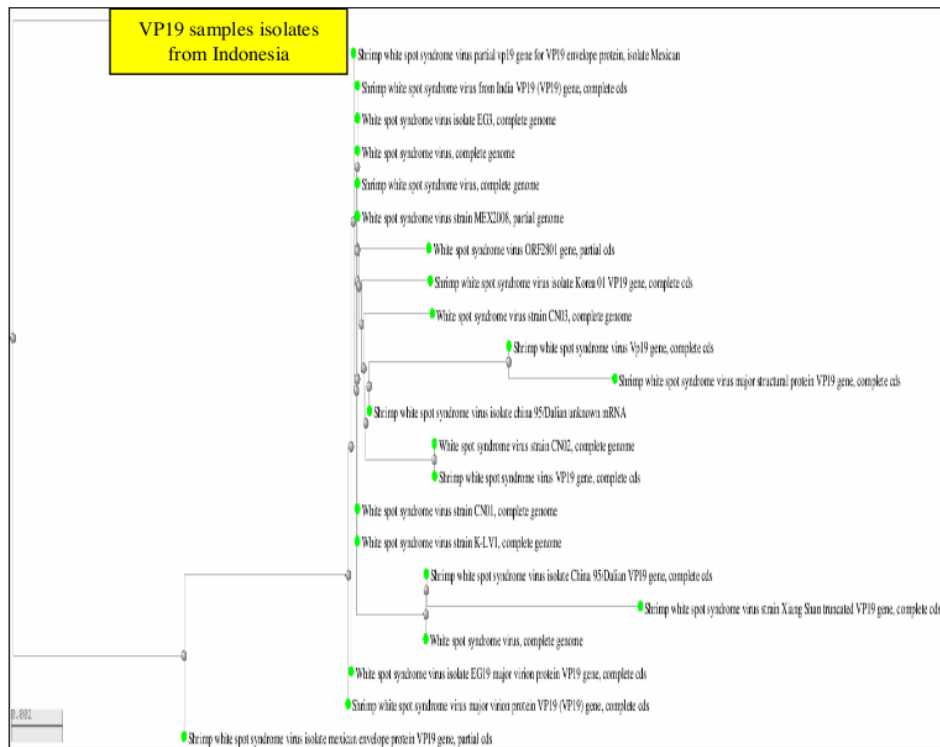 VP19 samples isolates
from Indonesia
Shrimp white spot syndrome virus partial vp19 gene for VP19 envelope protein, isolate Mexican
Shrimp white spot syndrome virus from India VP19 (VP19) gene, complete cds
White spot syndrome virus isolate EG3, complete genome
White spot syndrome virus, complete genome
Shrimp white spot syndrome virus, complete genome
White spot syndrome virus strain MEX2008, partial genome
White spot syndrome virus ORF2801 gene, partial cds
Shrimp white spot syndrome virus isolate Korea 01 VP19 gene, complete cds
White spot syndrome virus strain CN03, complete genome
Shrimp white spot syndrome virus Vp19 gene, complete cds
Shrimp white spot syndrome virus major structural protein VP19 gene, complete cds
Shrimp white spot syndrome virus isolate china 95/Dalian unknown mRNA
White spot syndrome virus strain CN02, complete genome
Shrimp white spot syndrome virus VP19 gene, complete cds
White spot syndrome virus strain CN01, complete genome
White spot syndrome virus strain K-LV1, complete genome
Shrimp white spot syndrome virus isolate China 95/Dalian VP19 gene, complete cds
Shrimp white spot syndrome virus strain Xiang Shan truncated VP19 gene, complete cds
White spot syndrome virus, complete genome
White spot syndrome virus isolate EG19 major virion protein VP19 gene, complete cds
Shrimp white spot syndrome virus major virion protein VP19 (VP19) gene, complete cds
0.002
Shrimp white spot syndrome virus isolate mexican envelope protein VP19 gene, partial cds